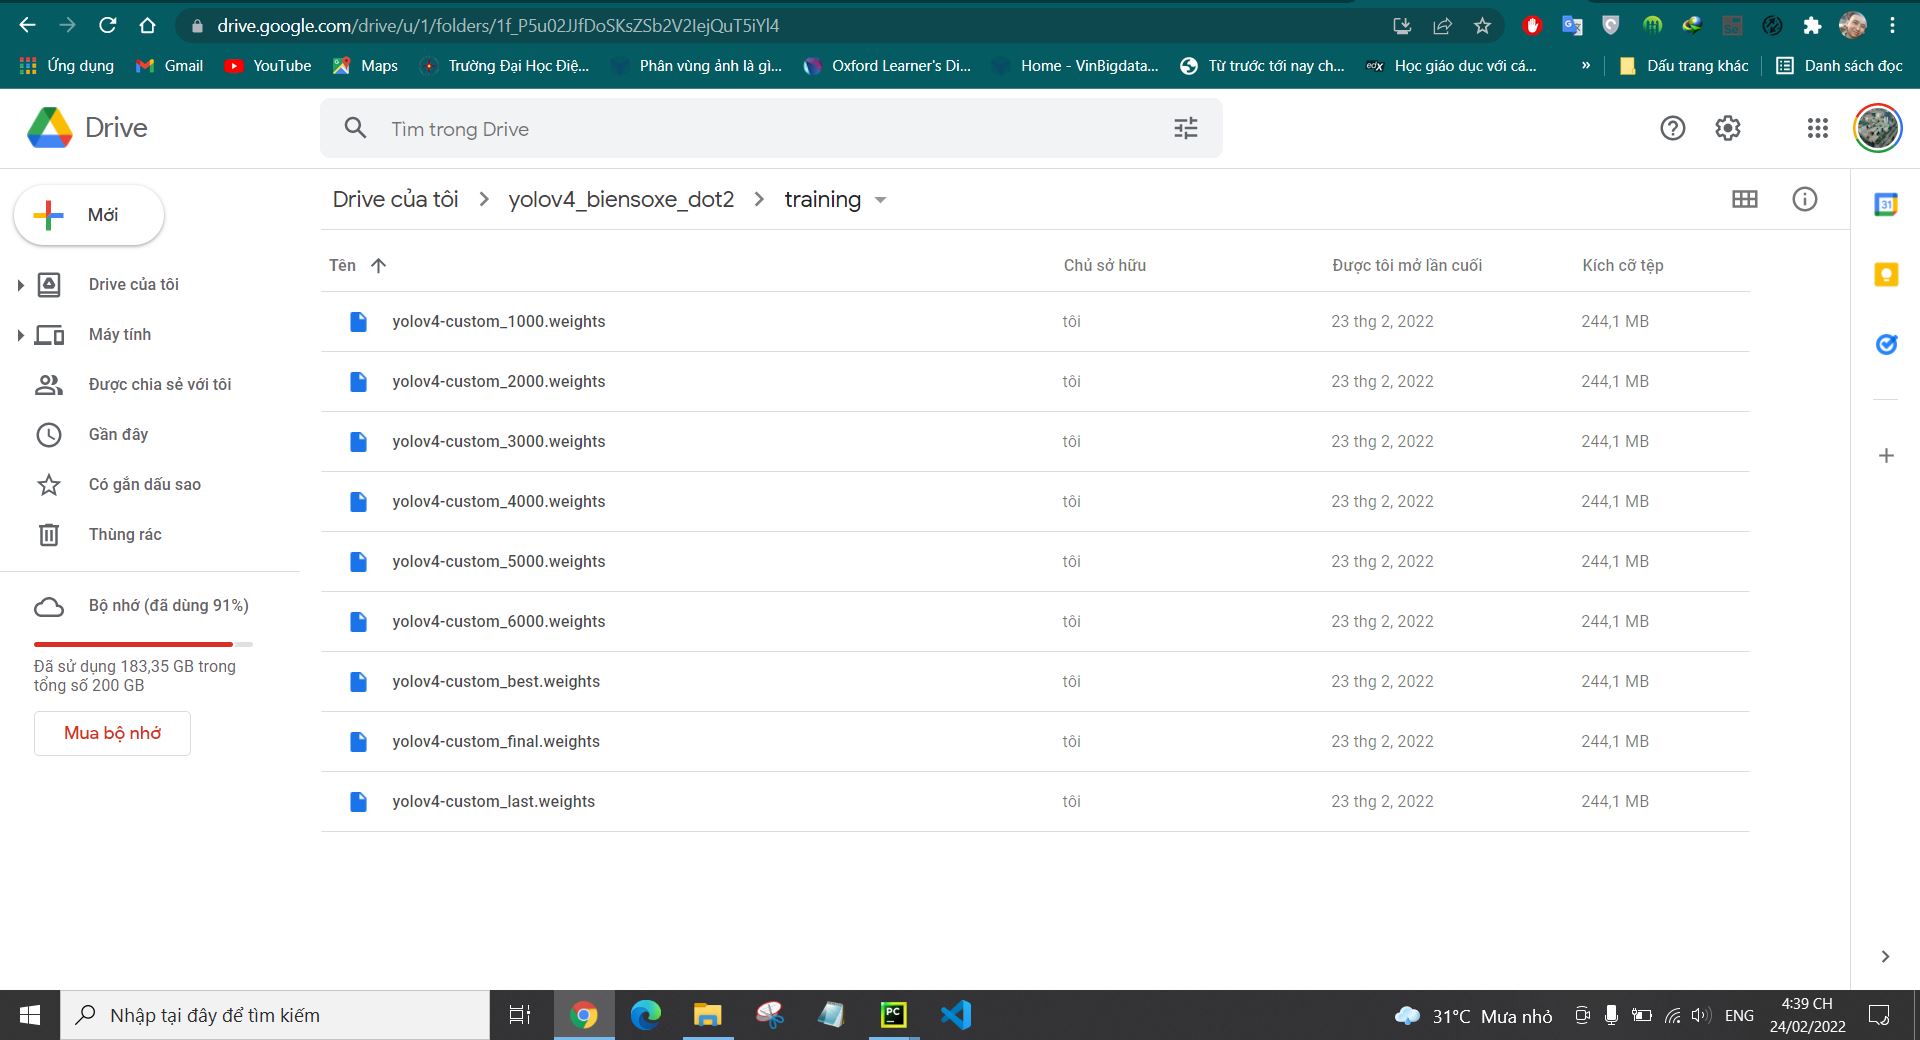 drive.google.com/drive/u/1/folders/1f_P5u02JJfDoSKsZSb2V2IejQuT5iYl4
Ứng dụng Gmail YouTube Maps Trường Đại Học Điệ... Phân vùng ảnh là gì... Oxford Learner's Di... Home - VinBigdata... Từ trước tới nay ch... edx Học giáo dục với cá... » Dấu trang khác Danh sách đọc
Drive Tìm trong Drive
Drive của tôi > yolov4_biensoxe_dot2 > training
Mới
Drive của tôi
Máy tính
Được chia sẻ với tôi
Gần đây
Có gắn dấu sao
Thùng rác
Bộ nhớ (đã dùng 91%)
Đã sử dụng 183,35 GB trong
tổng số 200 GB
Mua bộ nhớ
Tên Chủ sở hữu Được tôi mở lần cuối Kích cỡ tệp
yolov4-custom_1000.weights tôi 23 thg 2, 2022 244,1 MB
yolov4-custom_2000.weights tôi 23 thg 2, 2022 244,1 MB
yolov4-custom_3000.weights tôi 23 thg 2, 2022 244,1 MB
yolov4-custom_4000.weights tôi 23 thg 2, 2022 244,1 MB
yolov4-custom_5000.weights tôi 23 thg 2, 2022 244,1 MB
yolov4-custom_6000.weights tôi 23 thg 2, 2022 244,1 MB
yolov4-custom_best.weights tôi 23 thg 2, 2022 244,1 MB
yolov4-custom_final.weights tôi 23 thg 2, 2022 244,1 MB
yolov4-custom_last.weights tôi 23 thg 2, 2022 244,1 MB
31
Nhập tại đây để tìm kiếm
PC
31°C Mưa nhỏ
ENG
4:39 CH
24/02/2022